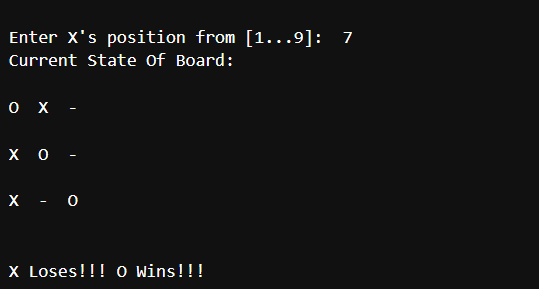 Enter X's position from [1...9]:  7
Current State Of Board:
O  X  -
X  O  -
X  -  O
X Loses!!! O Wins!!!